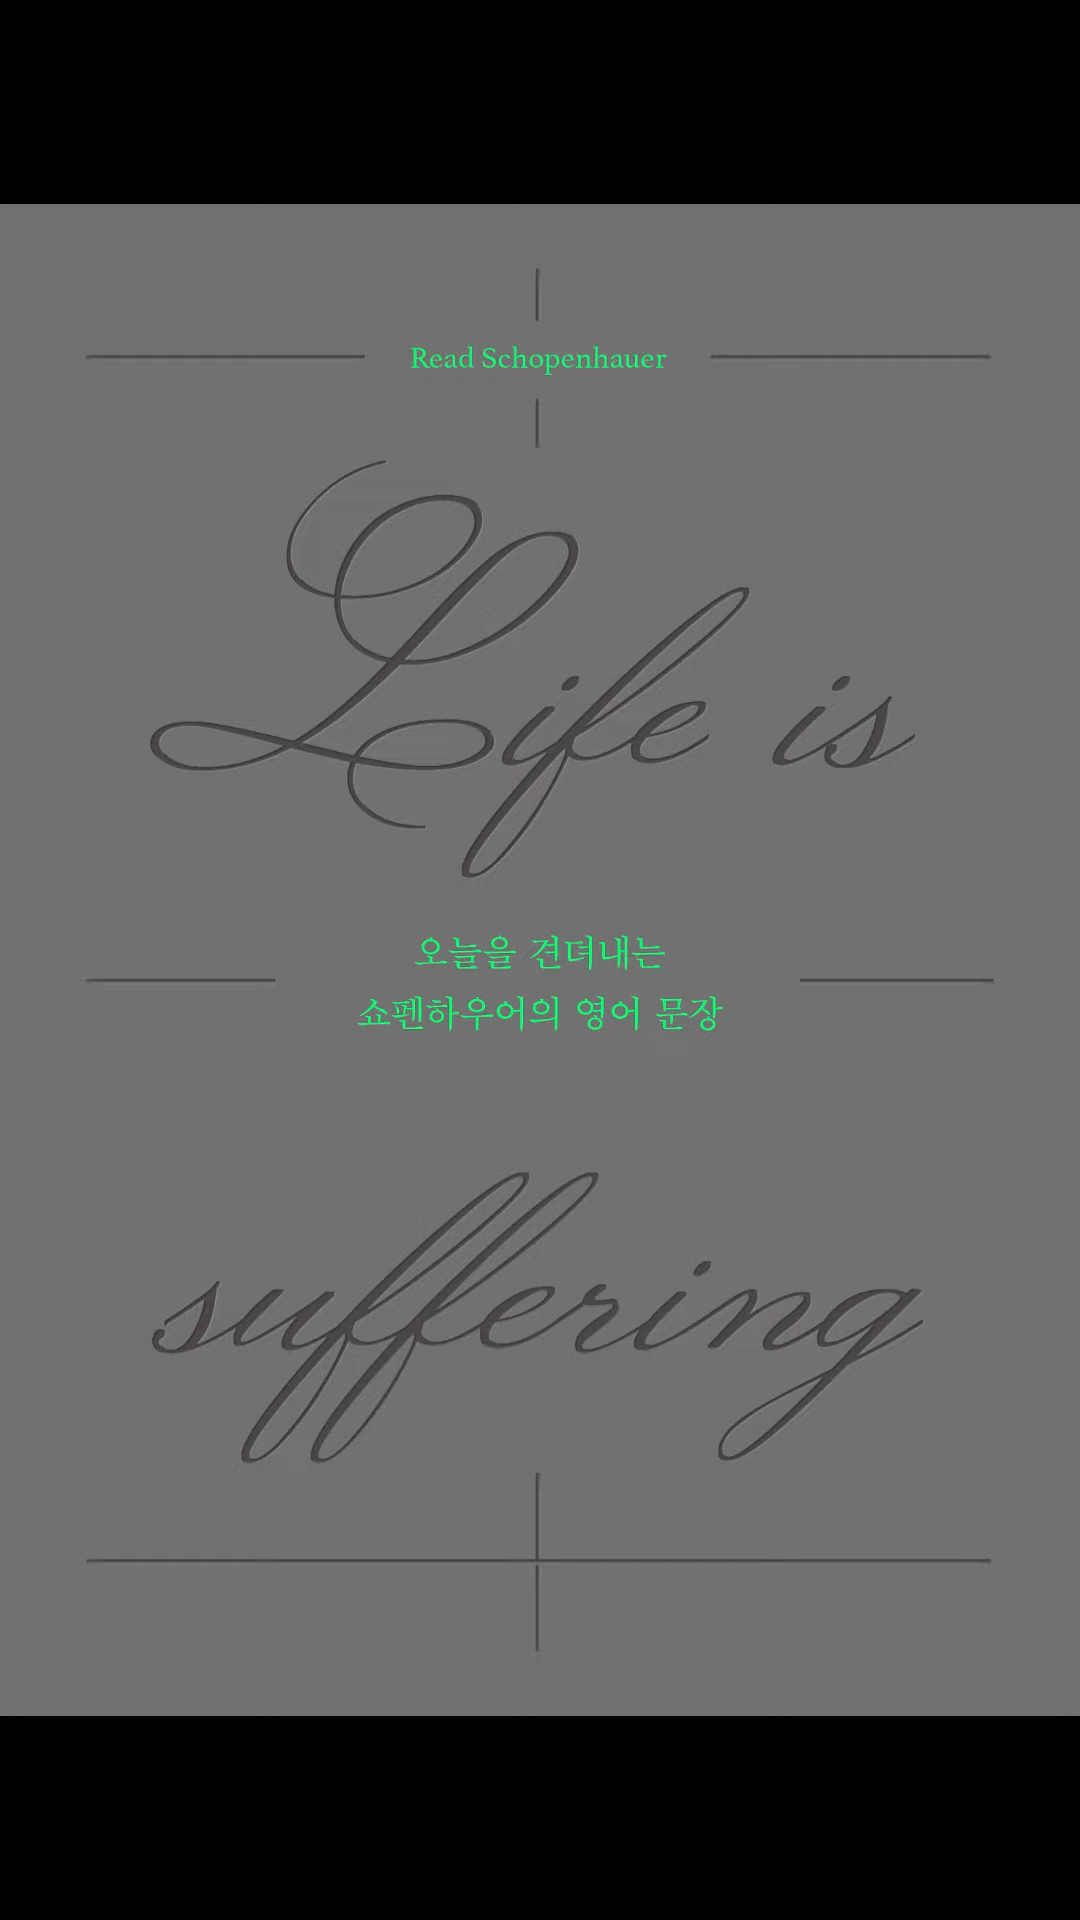 Read Schopenhauer
Life is
오늘을 견뎌내는
쇼펜하우어의 영어 문장
suffering